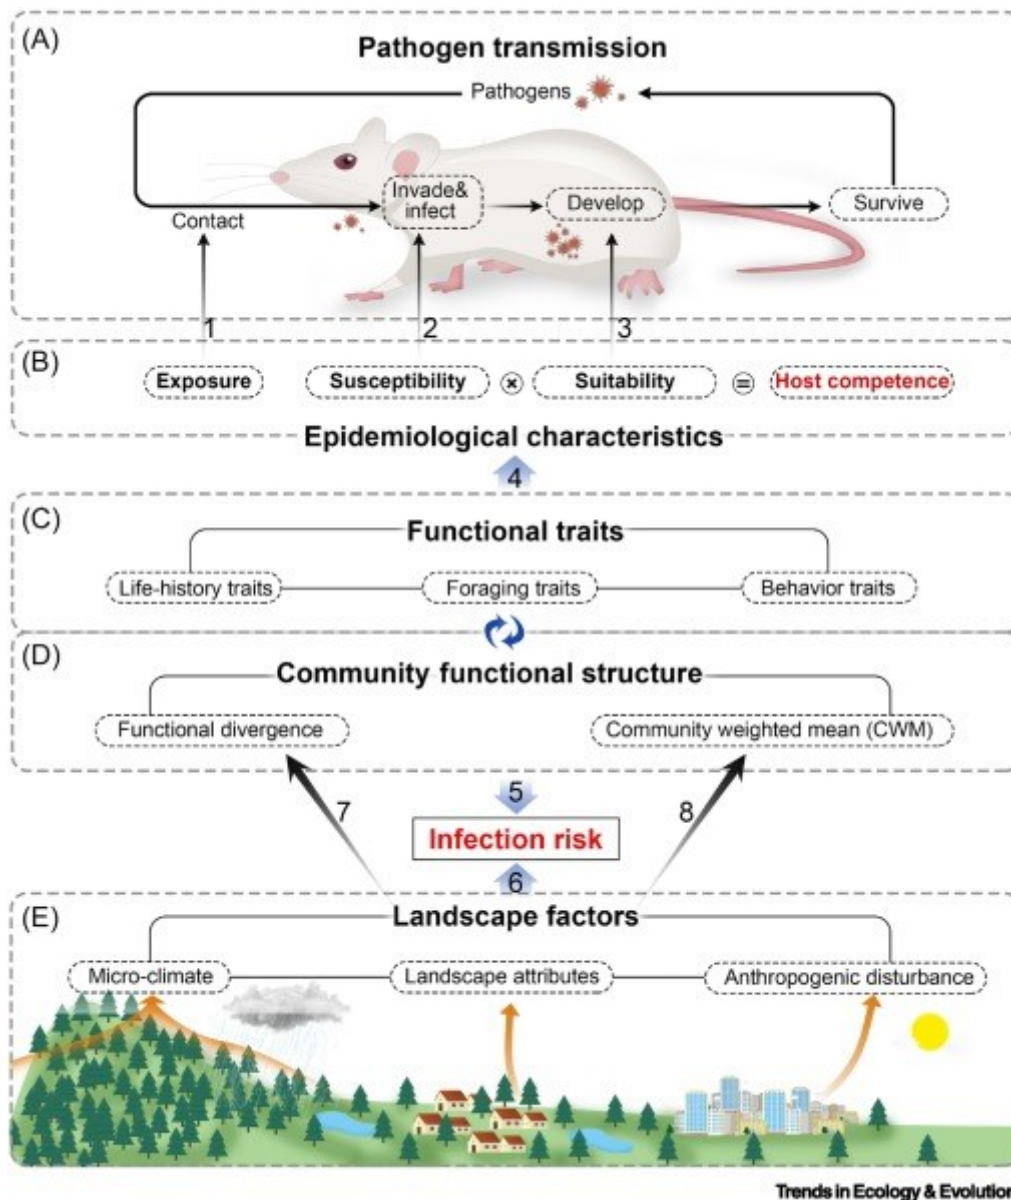 (A)
Pathogen transmission
Pathogens
Invade&
infect
Develop
Survive
Contact
1
2
3
(B)
Exposure
Susceptibility
×
Suitability
=
Host competence
Epidemiological characteristics
4
(C)
Functional traits
Life-history traits
Foraging traits
Behavior traits
(D)
Community functional structure
Functional divergence
Community weighted mean (CWM)
5
7
8
Infection risk
6
(E)
Landscape factors
Micro-climate
Landscape attributes
Anthropogenic disturbance
Trends in Ecology & Evolution